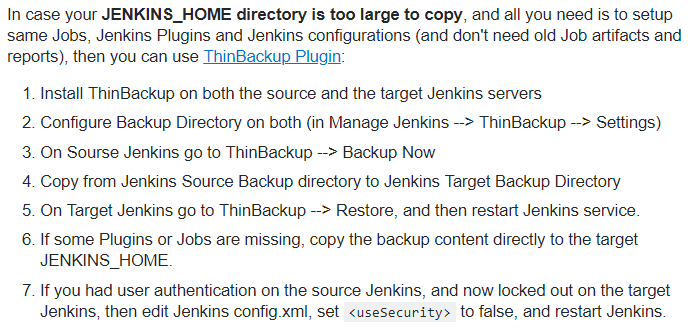 In case your JENKINS_HOME directory is too large to copy, and all you need is to setup
same Jobs, Jenkins Plugins and Jenkins configurations (and don't need old Job artifacts and
reports), then you can use ThinBackup Plugin:
1. Install ThinBackup on both the source and the target Jenkins servers
2. Configure Backup Directory on both (in Manage Jenkins --> ThinBackup --> Settings)
3. On Sourse Jenkins go to ThinBackup --> Backup Now
4. Copy from Jenkins Source Backup directory to Jenkins Target Backup Directory
5. On Target Jenkins go to ThinBackup --> Restore, and then restart Jenkins service.
6. If some Plugins or Jobs are missing, copy the backup content directly to the target
JENKINS_HOME.
7. If you had user authentication on the source Jenkins, and now locked out on the target
Jenkins, then edit Jenkins config.xml, set <useSecurity> to false, and restart Jenkins.